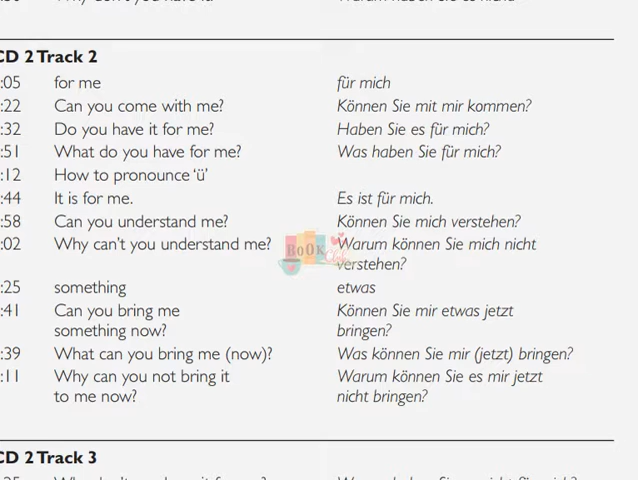 CD 2 Track 2
:05 for me für mich
:22 Can you come with me? Können Sie mit mir kommen?
:32 Do you have it for me? Haben Sie es für mich?
:51 What do you have for me? Was haben Sie für mich?
:12 How to pronounce ‘ü’
:44 It is for me. Es ist für mich.
:58 Can you understand me? Können Sie mich verstehen?
:02 Why can’t you understand me? Warum können Sie mich nicht
verstehen?
BoOK
Club
:25 something etwas
:41 Can you bring me Können Sie mir etwas jetzt
something now? bringen?
:39 What can you bring me (now)? Was können Sie mir (jetzt) bringen?
:11 Why can you not bring it Warum können Sie es mir jetzt
to me now? nicht bringen?
CD 2 Track 3